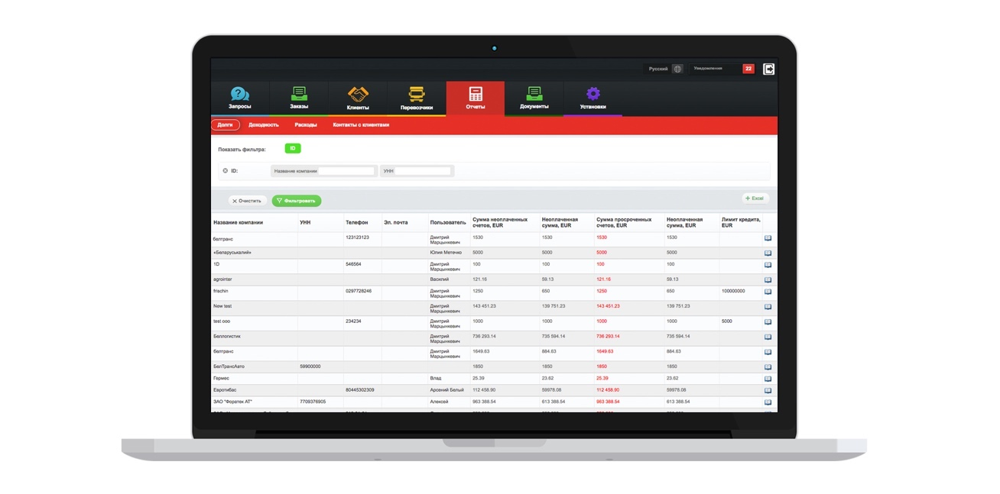 Русский Уведомления 22
Запросы Заказы Клиенты Перевозчики Отчеты Документы Установки
Долги Доходность Расходы Контакты с клиентами
Показать фильтра: ID
ID: Название компании УНН
Очистить Фильтровать + Excel
Название компании УНН Телефон Эл. почта Пользователь Сумма неоплаченных счетов, EUR Неоплаченная сумма, EUR Сумма просроченных счетов, EUR Неоплаченная сумма, EUR Лимит кредита, EUR
белтранс 123123123 Дмитрий Марцынкевич 1530 1530 1530 1530
«Беларуськалий» Юлия Метечко 5000 5000 5000 5000
1D 546564 Дмитрий Марцынкевич 100 100 100 100
agrointer Василий 121.16 59.13 121.16 59.13
frischin 0297728246 Дмитрий Марцынкевич 1250 650 1250 650 100000000
New test Дмитрий Марцынкевич 143 451.23 139 751.23 143 451.23 139 751.23
test ooo 234234 Дмитрий Марцынкевич 1000 1000 1000 1000 5000
Беллогистик Дмитрий Марцынкевич 736 293.14 735 594.14 736 293.14 735 594.14
белтранс Дмитрий Марцынкевич 1649.63 884.63 1649.63 884.63
БелТрансАвто 59900000 1850 1850 1850 1850
Гермес Влад 25.39 23.62 25.39 23.62
Евротибас 80445302309 Арсений Белый 112 458.90 59978.08 112 458.90 59978.08
ЗАО "Форатек АТ" 7709376905 Алексей 963 388.54 613 388.54 963 388.54 613 388.54